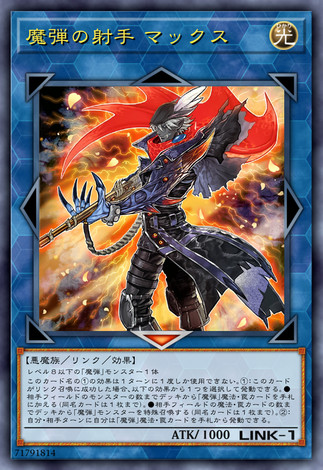 魔弾の射手 マックス
光
【悪魔族／リンク／効果】
レベル８以下の「魔弾」モンスター１体
このカード名の①の効果は１ターンに１度しか使用できない。①：このカードがリンク召喚に成功した場合、以下の効果から１つを選択して発動できる。●相手フィールドのモンスターの数までデッキから「魔弾」魔法・罠カードを手札に加える（同名カードは１枚まで）。●相手フィールドの魔法・罠カードの数までデッキから「魔弾」モンスターを特殊召喚する（同名カードは１枚まで）。②：自分・相手ターンに自分は「魔弾」魔法・罠カードを手札から発動できる。
ATK/ 1000 LINK-1
71791814